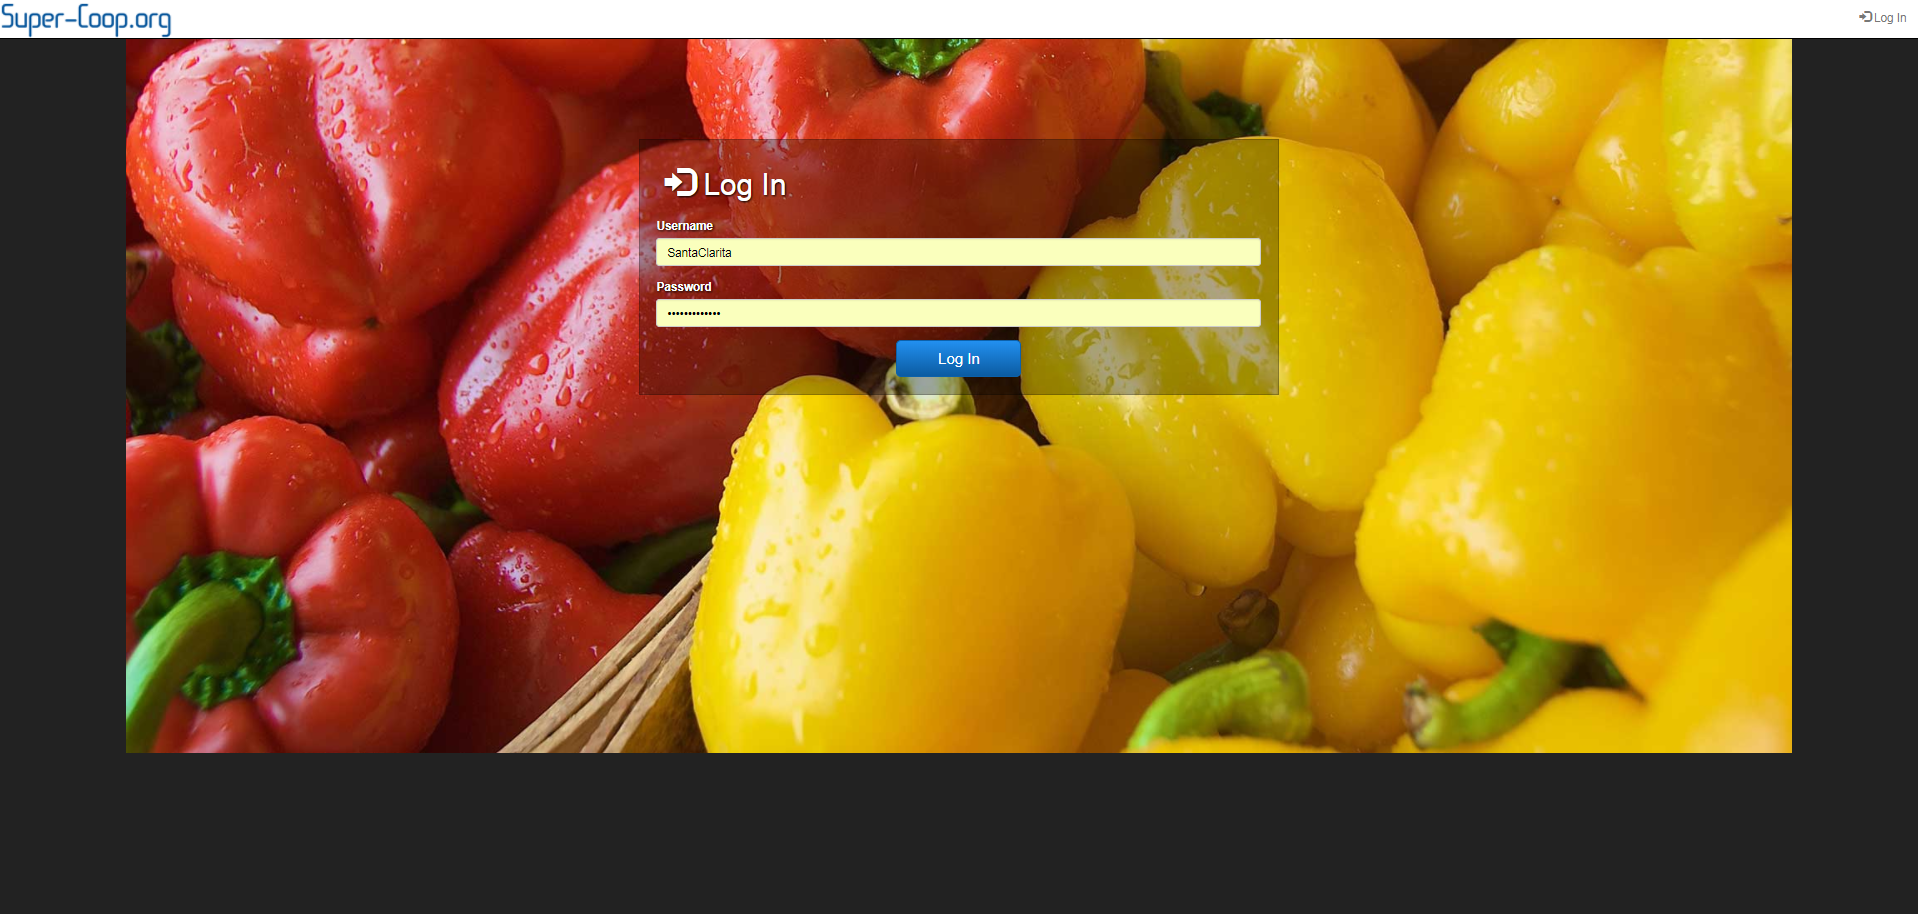 Super-Coop.org
Log In
Log In
Username
SantaClarita
Password
•••••••••••••
Log In